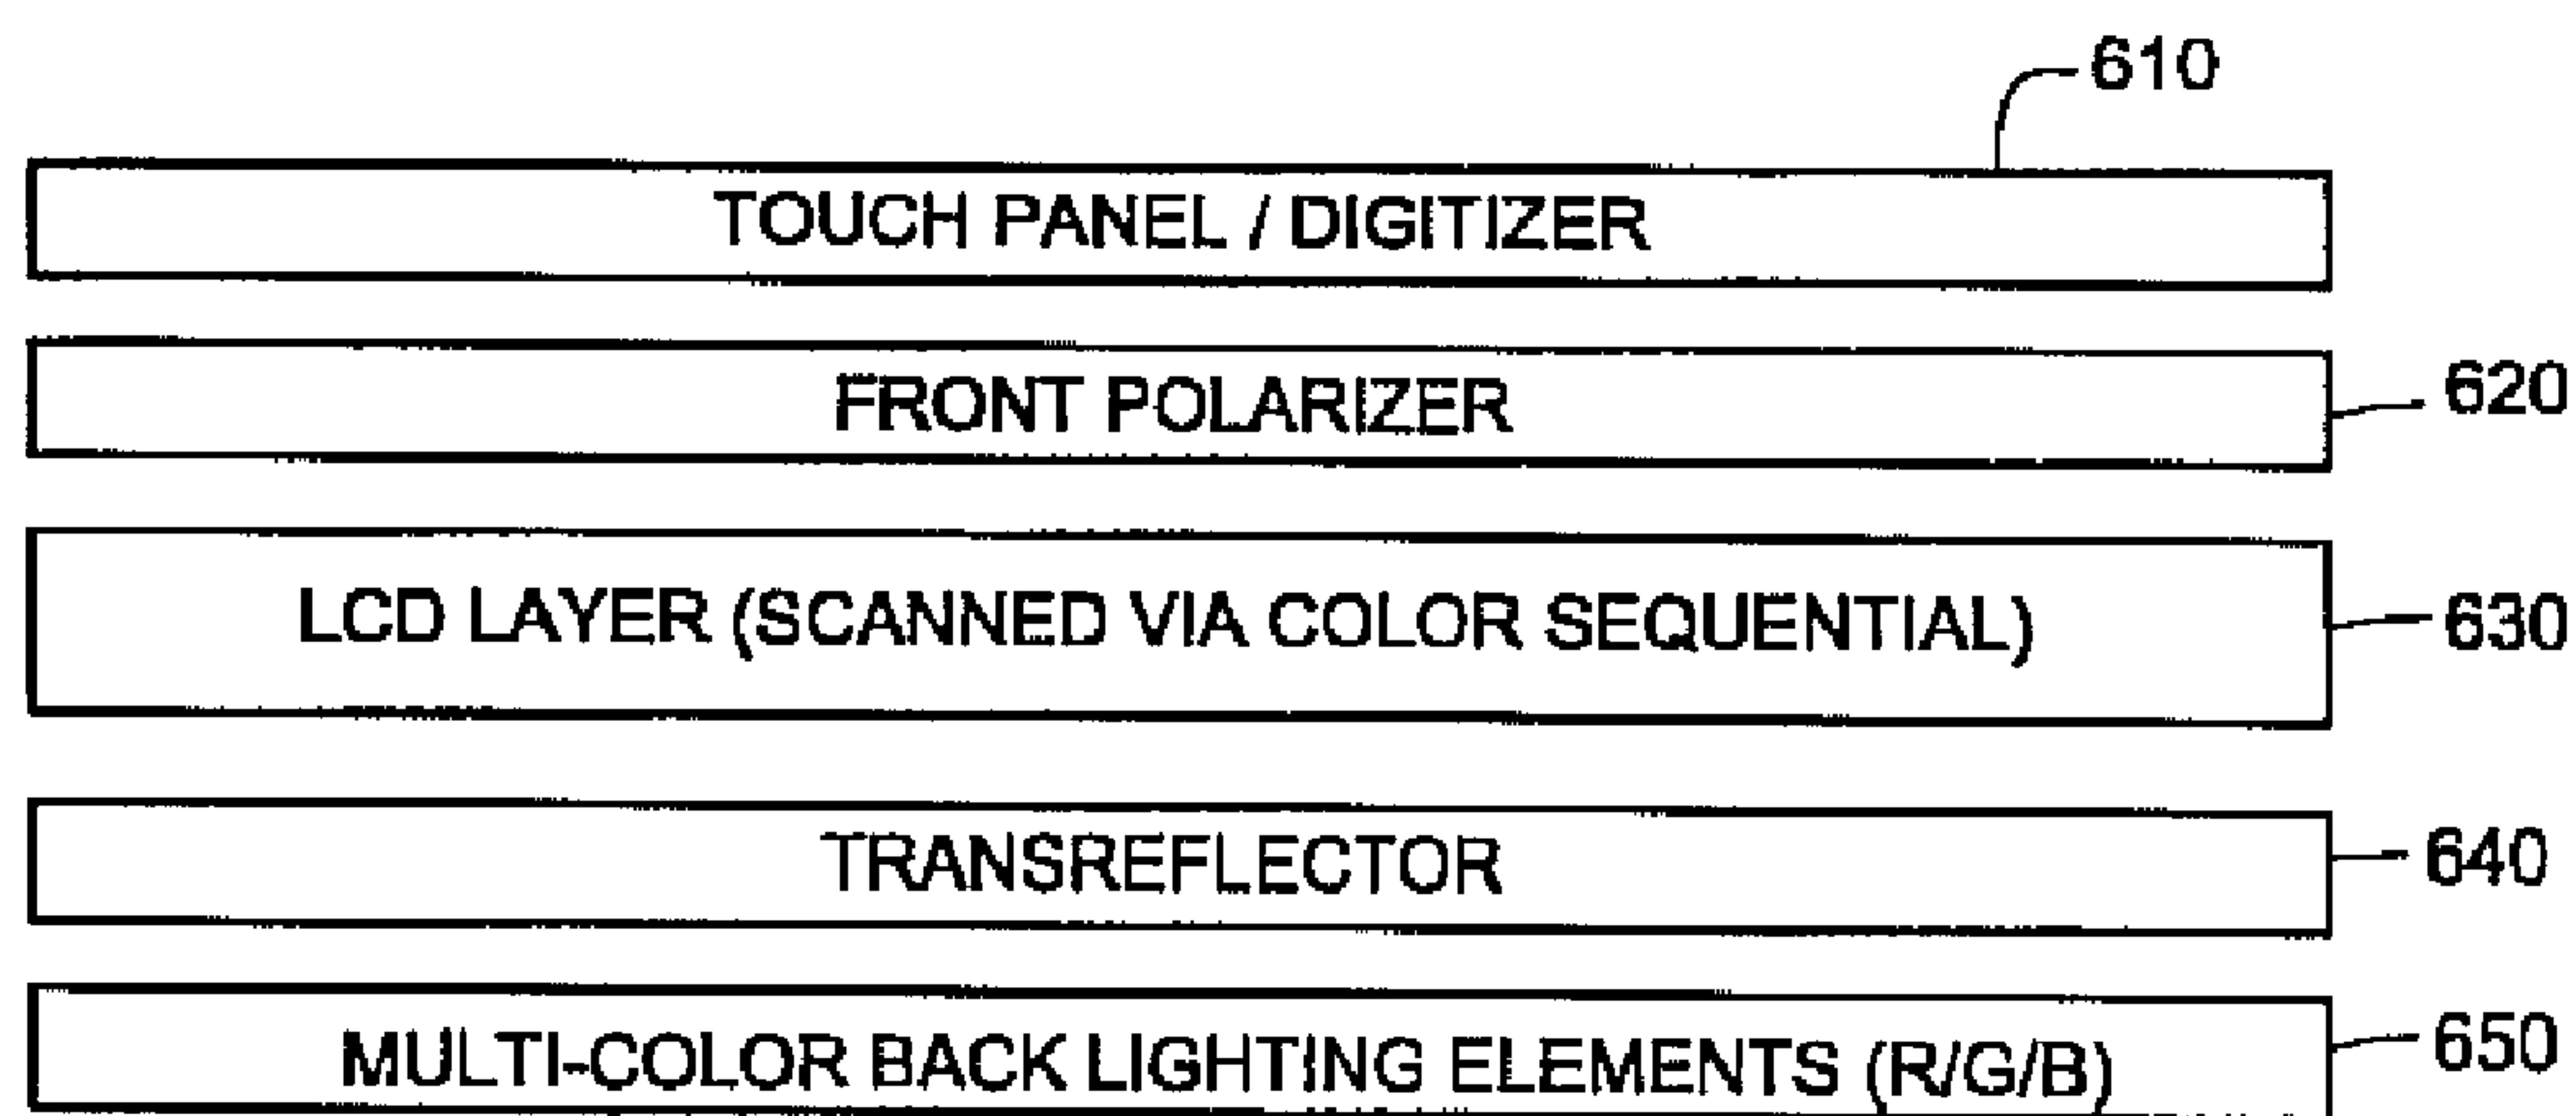 610
TOUCH PANEL / DIGITIZER
FRONT POLARIZER
620
LCD LAYER (SCANNED VIA COLOR SEQUENTIAL)
630
TRANSREFLECTOR
640
MULTI-COLOR BACK LIGHTING ELEMENTS (R/G/B)
650